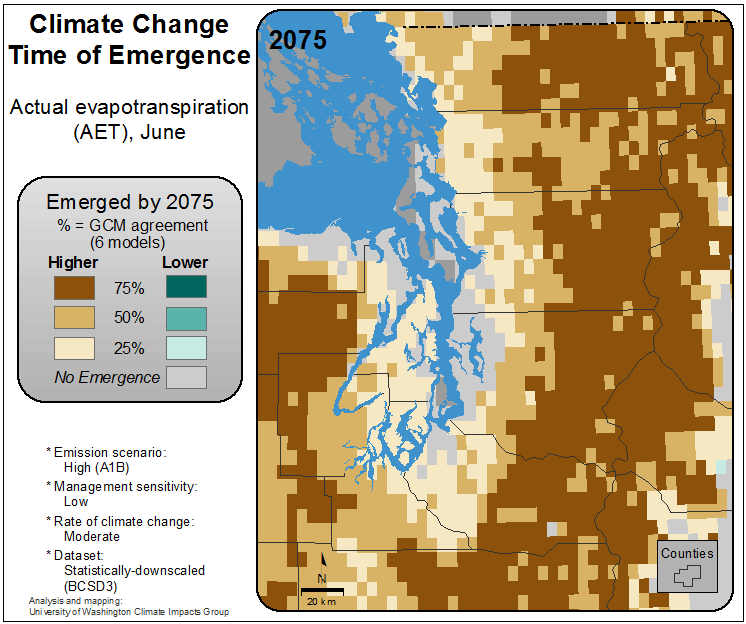 Climate Change
Time of Emergence
Actual evapotranspiration
(AET), June
Emerged by 2075
% = GCM agreement
(6 models)
Higher Lower
75%
50%
25%
No Emergence
* Emission scenario:
High (A1B)
* Management sensitivity:
Low
* Rate of climate change:
Moderate
* Dataset:
Statistically-downscaled
(BCSD3)
Analysis and mapping:
University of Washington Climate Impacts Group
2075
N
20 km
Counties